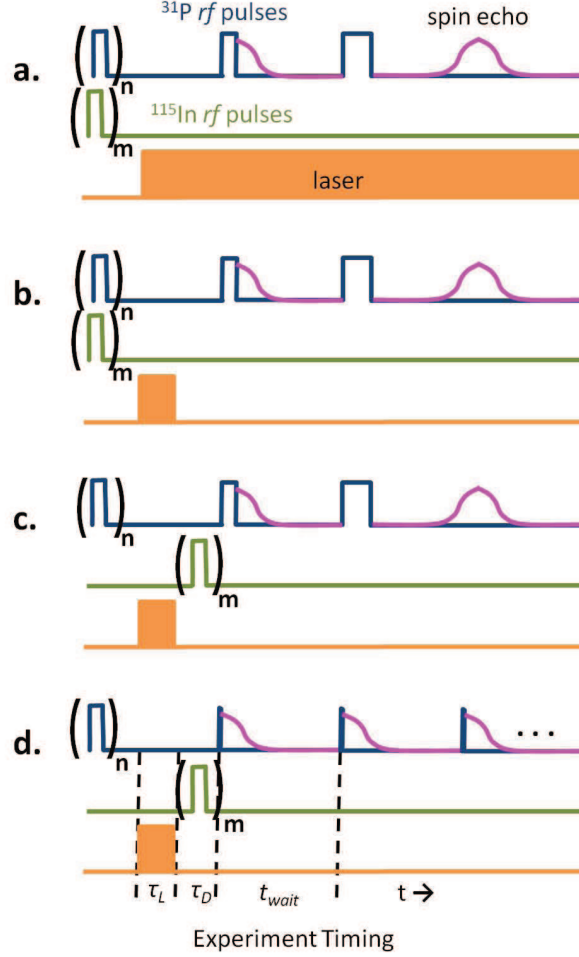 ³¹P rf pulses
spin echo
a.
( )n
¹¹⁵In rf pulses
( )m
laser
b.
( )n
( )m
c.
( )n
( )m
d.
( )n
...
( )m
τL τD twait t →
Experiment Timing